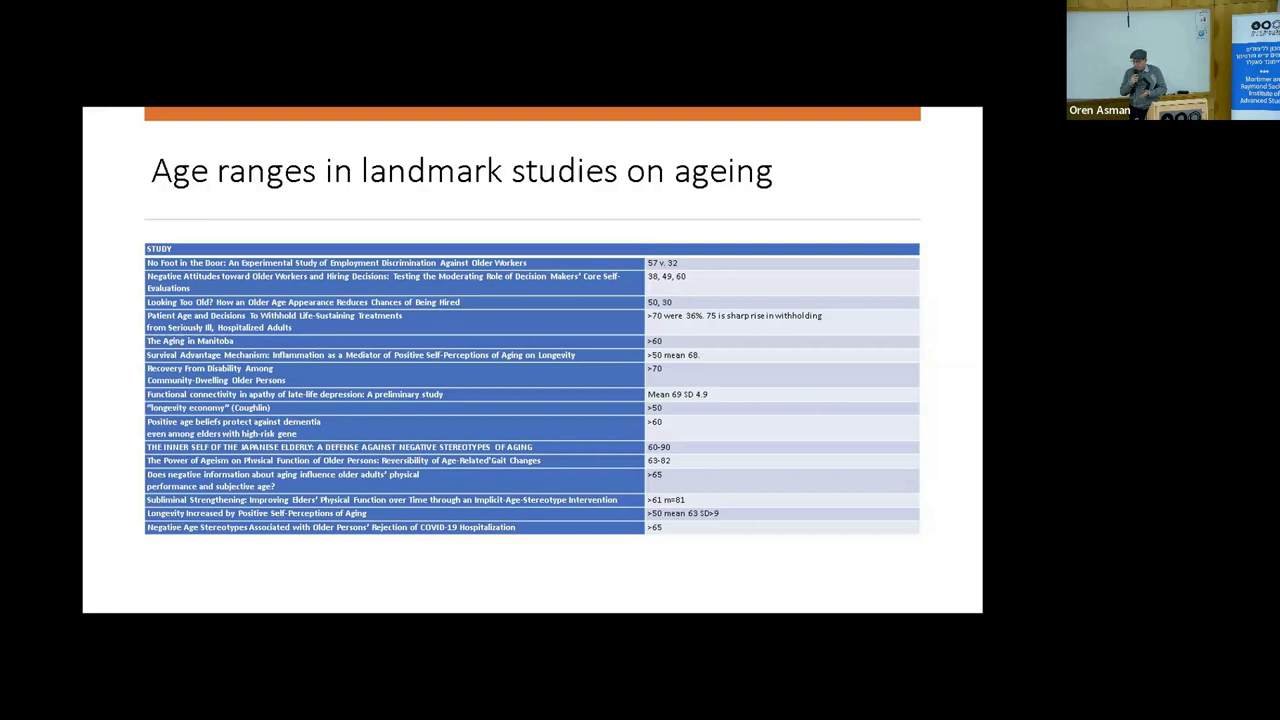 Age ranges in landmark studies on ageing
STUDY
No Foot in the Door: An Experimental Study of Employment Discrimination Against Older Workers
57 v. 32
Negative Attitudes toward Older Workers and Hiring Decisions: Testing the Moderating Role of Decision Makers' Core Self-
Evaluations
38, 49, 60
Looking Too Old? How an Older Age Appearance Reduces Chances of Being Hired
50, 30
Patient Age and Decisions To Withhold Life-Sustaining Treatments
from Seriously Ill, Hospitalized Adults
>70 were 36%. 75 is sharp rise in withholding
The Aging in Manitoba
>60
Survival Advantage Mechanism: Inflammation as a Mediator of Positive Self-Perceptions of Aging on Longevity
>50 mean 68.
Recovery From Disability Among
Community-Dwelling Older Persons
>70
Functional connectivity in apathy of late-life depression: A preliminary study
Mean 69 SD 4.9
"longevity economy" (Coughlin)
>50
Positive age beliefs protect against dementia
even among elders with high-risk gene
>60
THE INNER SELF OF THE JAPANESE ELDERLY: A DEFENSE AGAINST NEGATIVE STEREOTYPES OF AGING
60-90
The Power of Ageism on Physical Function of Older Persons: Reversibility of Age-Related'Gait Changes
63-82
Does negative information about aging influence older adults' physical
performance and subjective age?
>65
Subliminal Strengthening: Improving Elders' Physical Function over Time through an Implicit-Age-Stereotype Intervention
>61 m=81
Longevity Increased by Positive Self-Perceptions of Aging
>50 mean 63 SD>9
Negative Age Stereotypes Associated with Older Persons' Rejection of COVID-19 Hospitalization
>65
Oren Asman
Mortimer an
Raymond Sac
Institute of
Advanced Stu